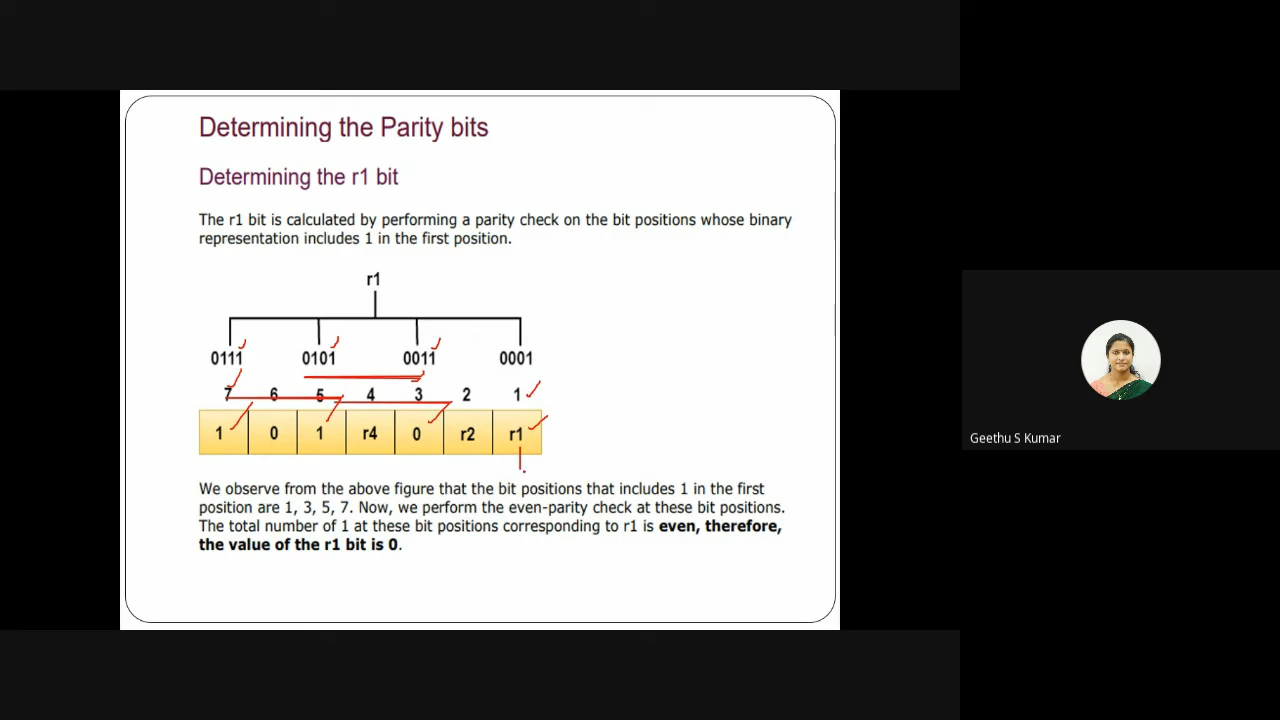 Determining the Parity bits
Determining the r1 bit
The r1 bit is calculated by performing a parity check on the bit positions whose binary
representation includes 1 in the first position.
r1
0111 0101 0011 0001
7 6 5 4 3 2 1
1 0 1 r4 0 r2 r1
We observe from the above figure that the bit positions that includes 1 in the first
position are 1, 3, 5, 7. Now, we perform the even-parity check at these bit positions.
The total number of 1 at these bit positions corresponding to r1 is even, therefore,
the value of the r1 bit is 0.
Geethu S Kumar